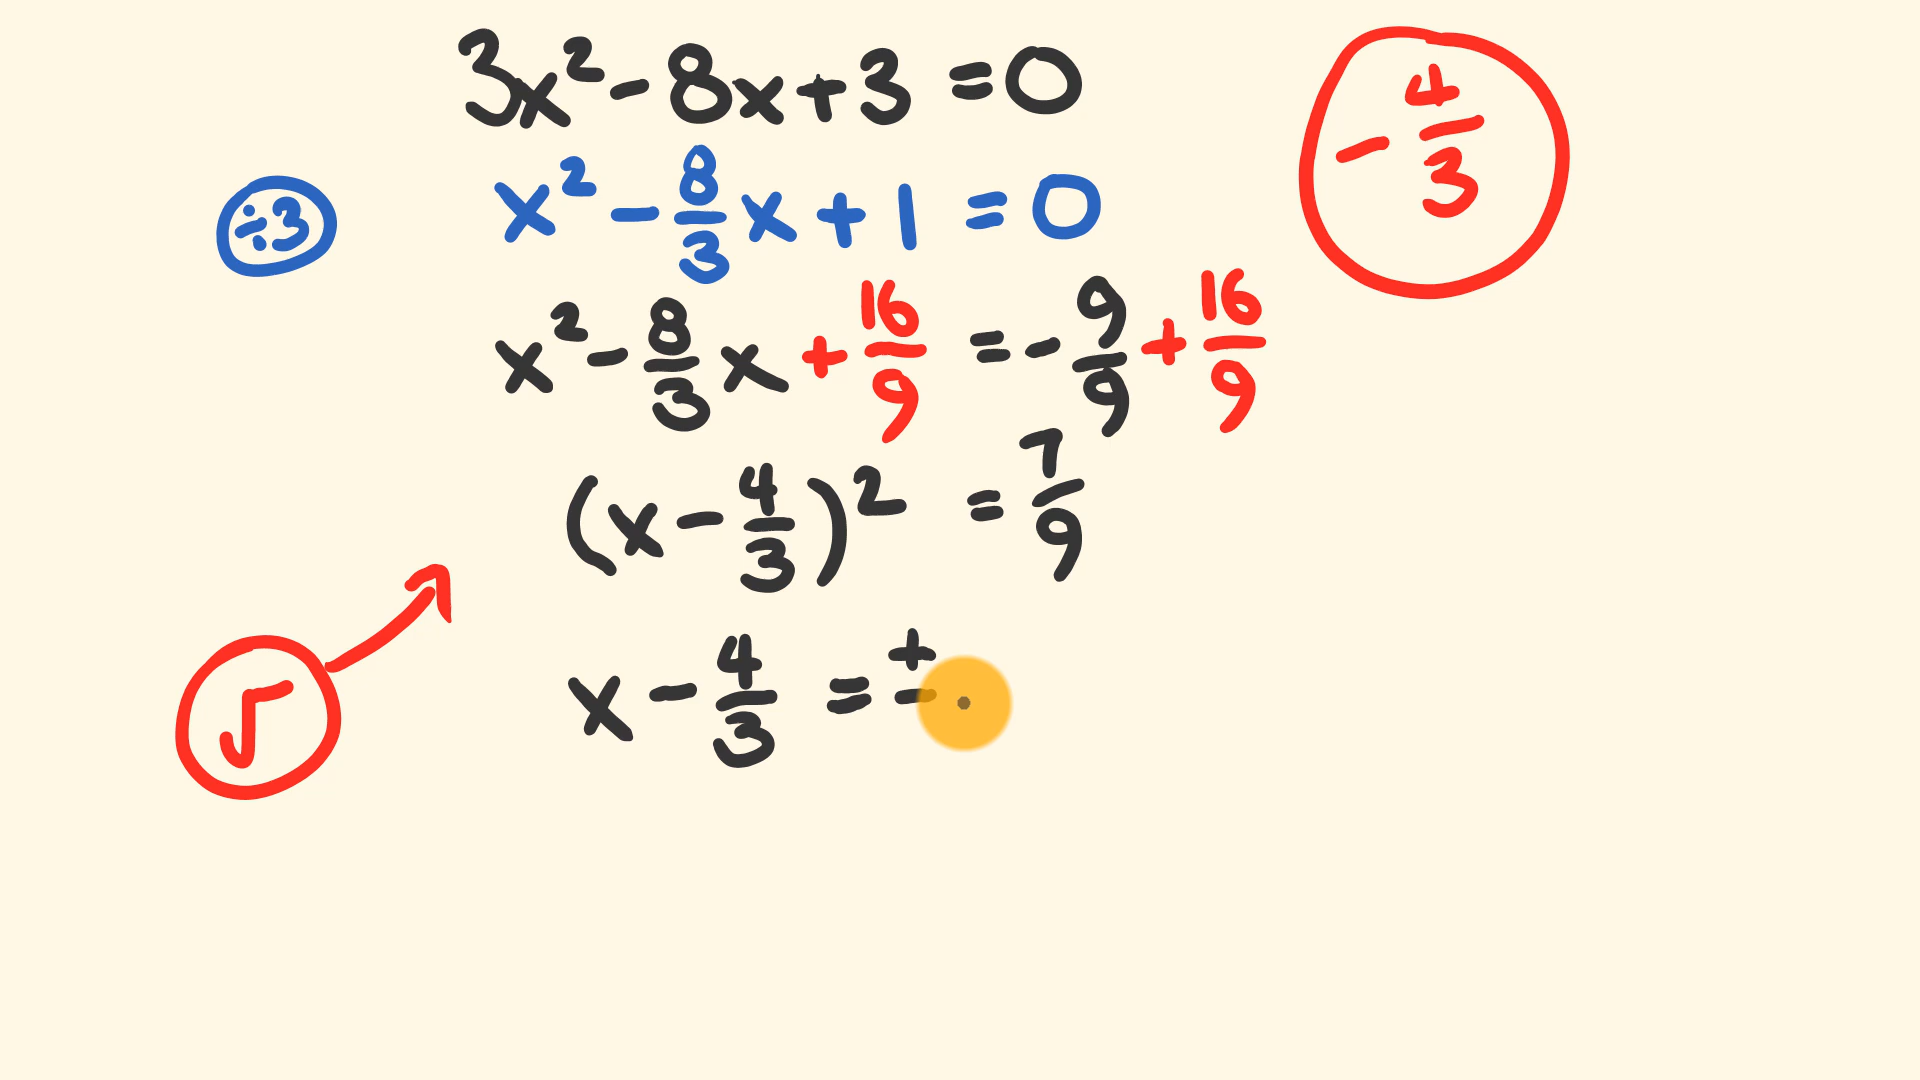 3x² - 8x + 3 = 0
- 4/3
÷3
x² - 8/3 x + 1 = 0
x² - 8/3 x + 16/9 = - 9/9 + 16/9
(x - 4/3)² = 7/9
√
x - 4/3 = ±